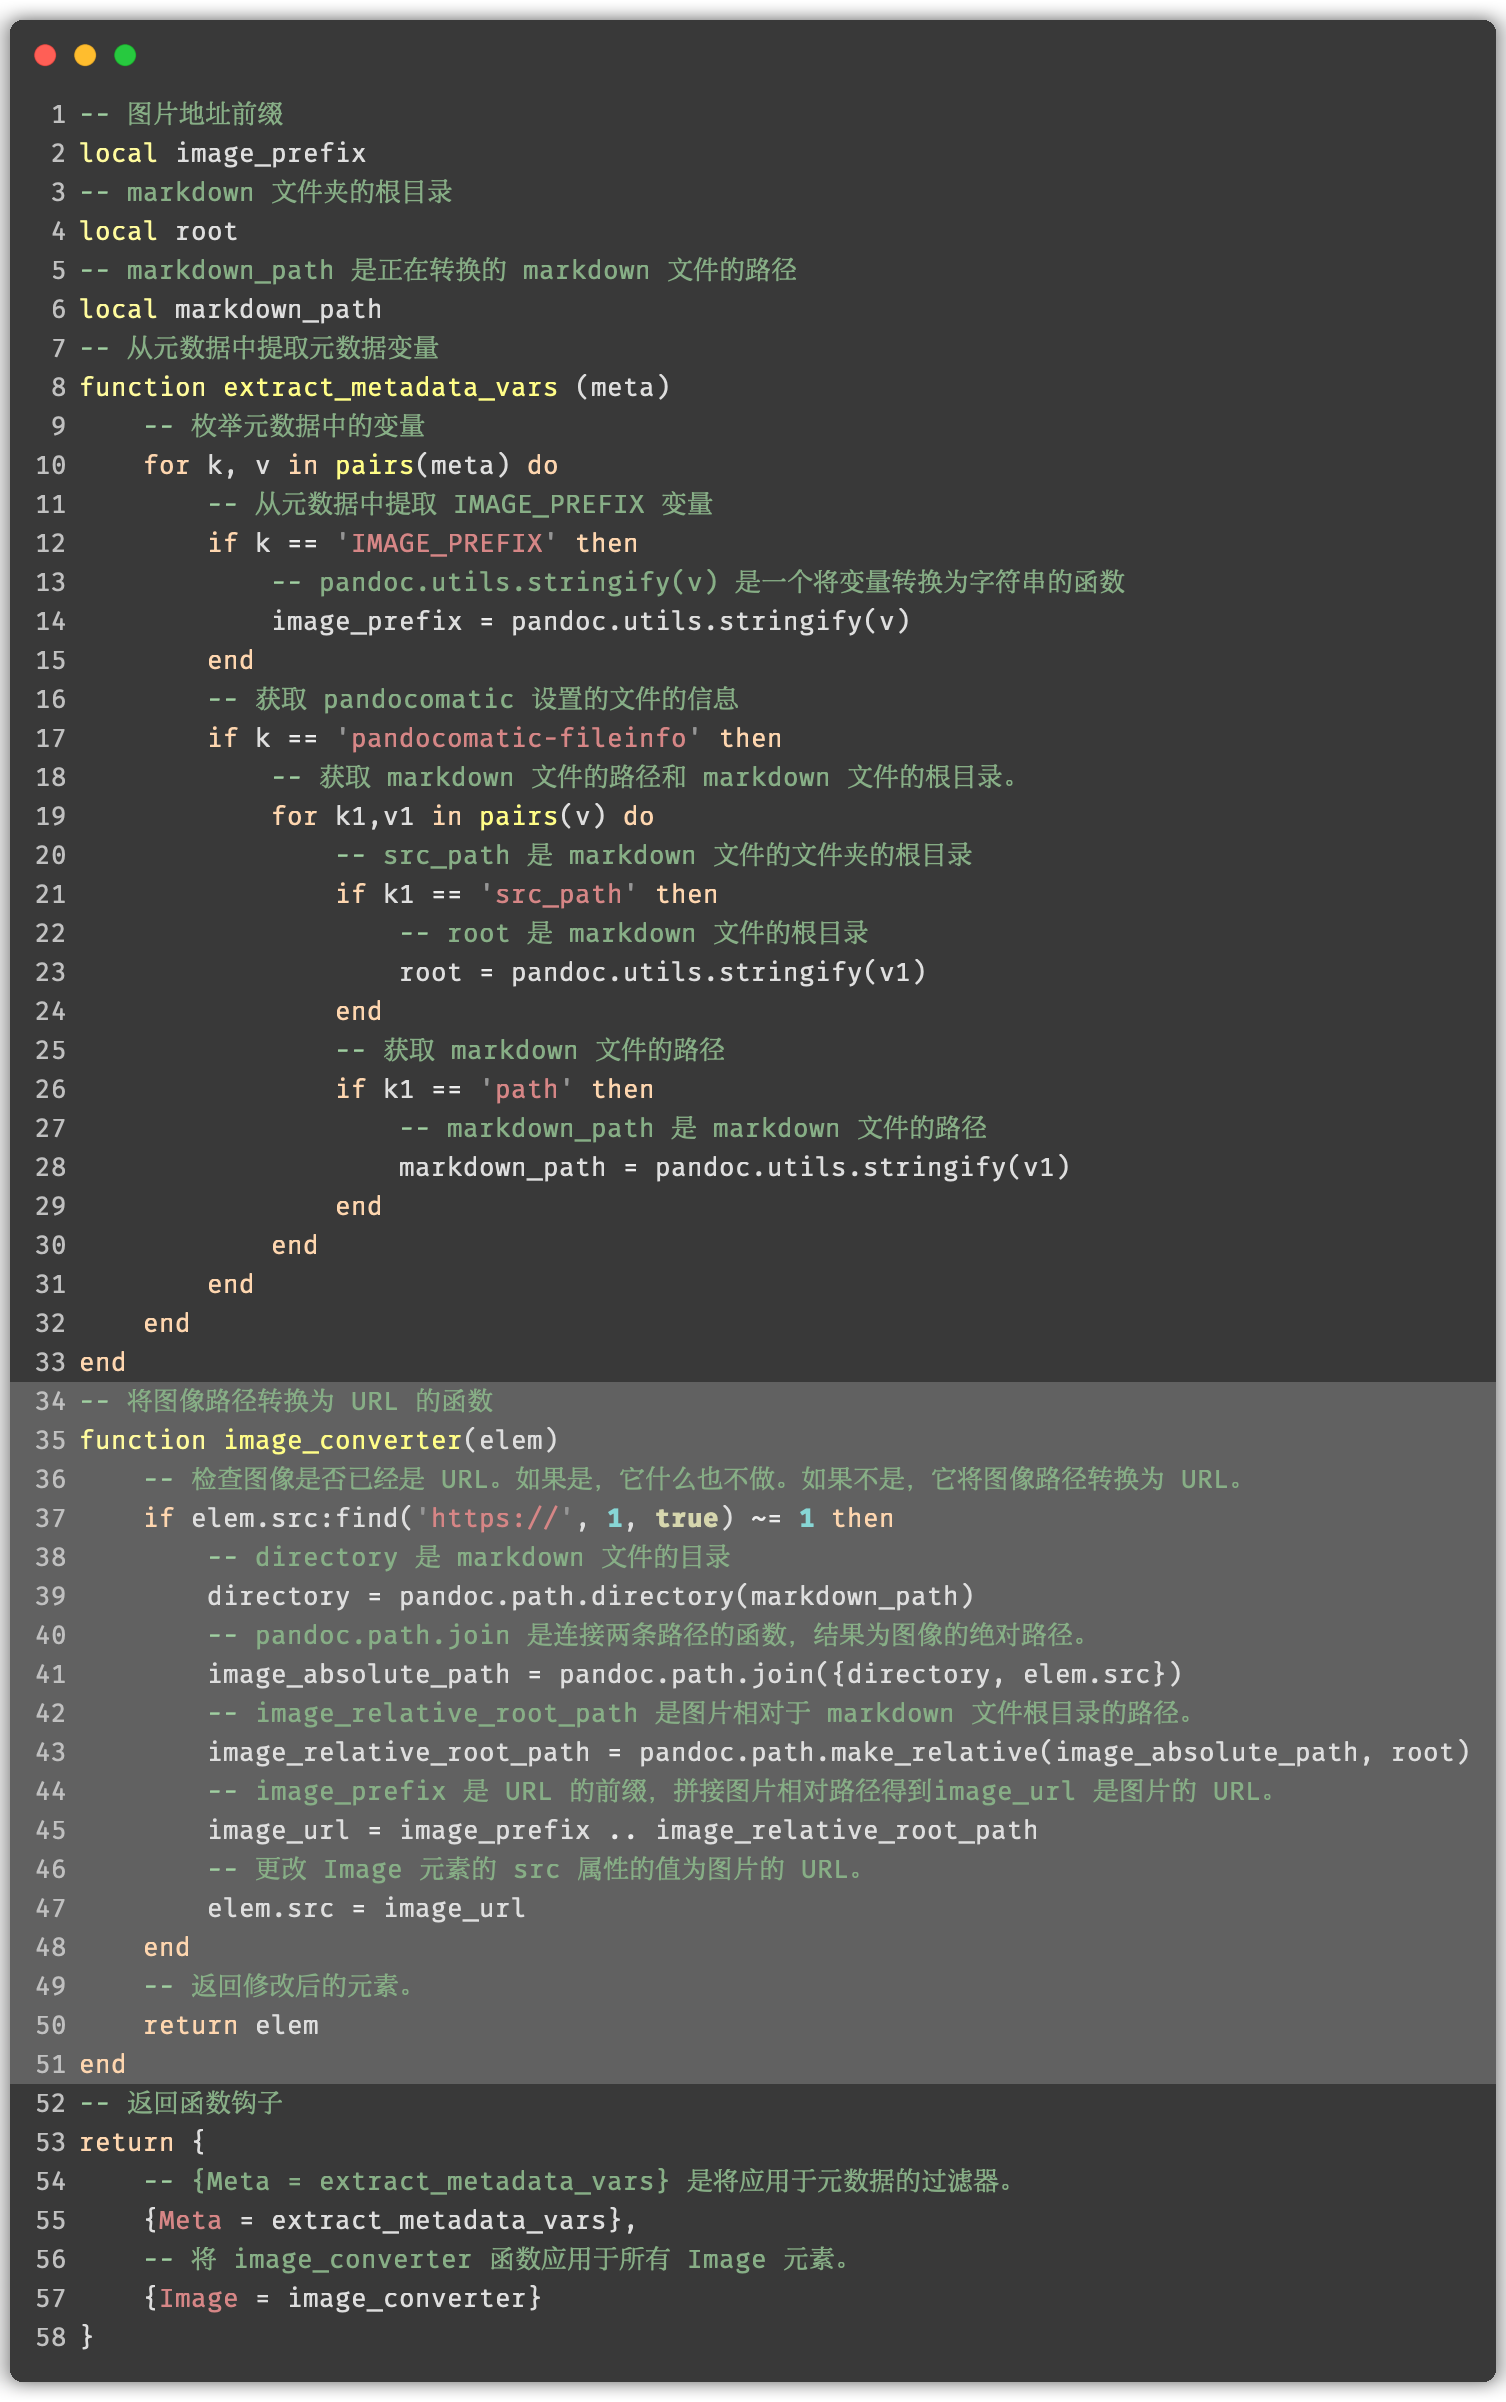 1 -- 图片地址前缀
2 local image_prefix
3 -- markdown 文件夹的根目录
4 local root
5 -- markdown_path 是正在转换的 markdown 文件的路径
6 local markdown_path
7 -- 从元数据中提取元数据变量
8 function extract_metadata_vars (meta)
9     -- 枚举元数据中的变量
10     for k, v in pairs(meta) do
11         -- 从元数据中提取 IMAGE_PREFIX 变量
12         if k == 'IMAGE_PREFIX' then
13             -- pandoc.utils.stringify(v) 是一个将变量转换为字符串的函数
14             image_prefix = pandoc.utils.stringify(v)
15         end
16         -- 获取 pandocomatic 设置的文件的信息
17         if k == 'pandocomatic-fileinfo' then
18             -- 获取 markdown 文件的路径和 markdown 文件的根目录。
19             for k1,v1 in pairs(v) do
20                 -- src_path 是 markdown 文件的文件夹的根目录
21                 if k1 == 'src_path' then
22                     -- root 是 markdown 文件的根目录
23                     root = pandoc.utils.stringify(v1)
24                 end
25                 -- 获取 markdown 文件的路径
26                 if k1 == 'path' then
27                     -- markdown_path 是 markdown 文件的路径
28                     markdown_path = pandoc.utils.stringify(v1)
29                 end
30             end
31         end
32     end
33 end
34 -- 将图像路径转换为 URL 的函数
35 function image_converter(elem)
36     -- 检查图像是否已经是 URL。如果是，它什么也不做。如果不是，它将图像路径转换为 URL。
37     if elem.src:find('https://', 1, true) ~= 1 then
38         -- directory 是 markdown 文件的目录
39         directory = pandoc.path.directory(markdown_path)
40         -- pandoc.path.join 是连接两条路径的函数，结果为图像的绝对路径。
41         image_absolute_path = pandoc.path.join({directory, elem.src})
42         -- image_relative_root_path 是图片相对于 markdown 文件根目录的路径。
43         image_relative_root_path = pandoc.path.make_relative(image_absolute_path, root)
44         -- image_prefix 是 URL 的前缀，拼接图片相对路径得到image_url 是图片的 URL。
45         image_url = image_prefix .. image_relative_root_path
46         -- 更改 Image 元素的 src 属性的值为图片的 URL。
47         elem.src = image_url
48     end
49     -- 返回修改后的元素。
50     return elem
51 end
52 -- 返回函数钩子
53 return {
54     -- {Meta = extract_metadata_vars} 是将应用于元数据的过滤器。
55     {Meta = extract_metadata_vars},
56     -- 将 image_converter 函数应用于所有 Image 元素。
57     {Image = image_converter}
58 }